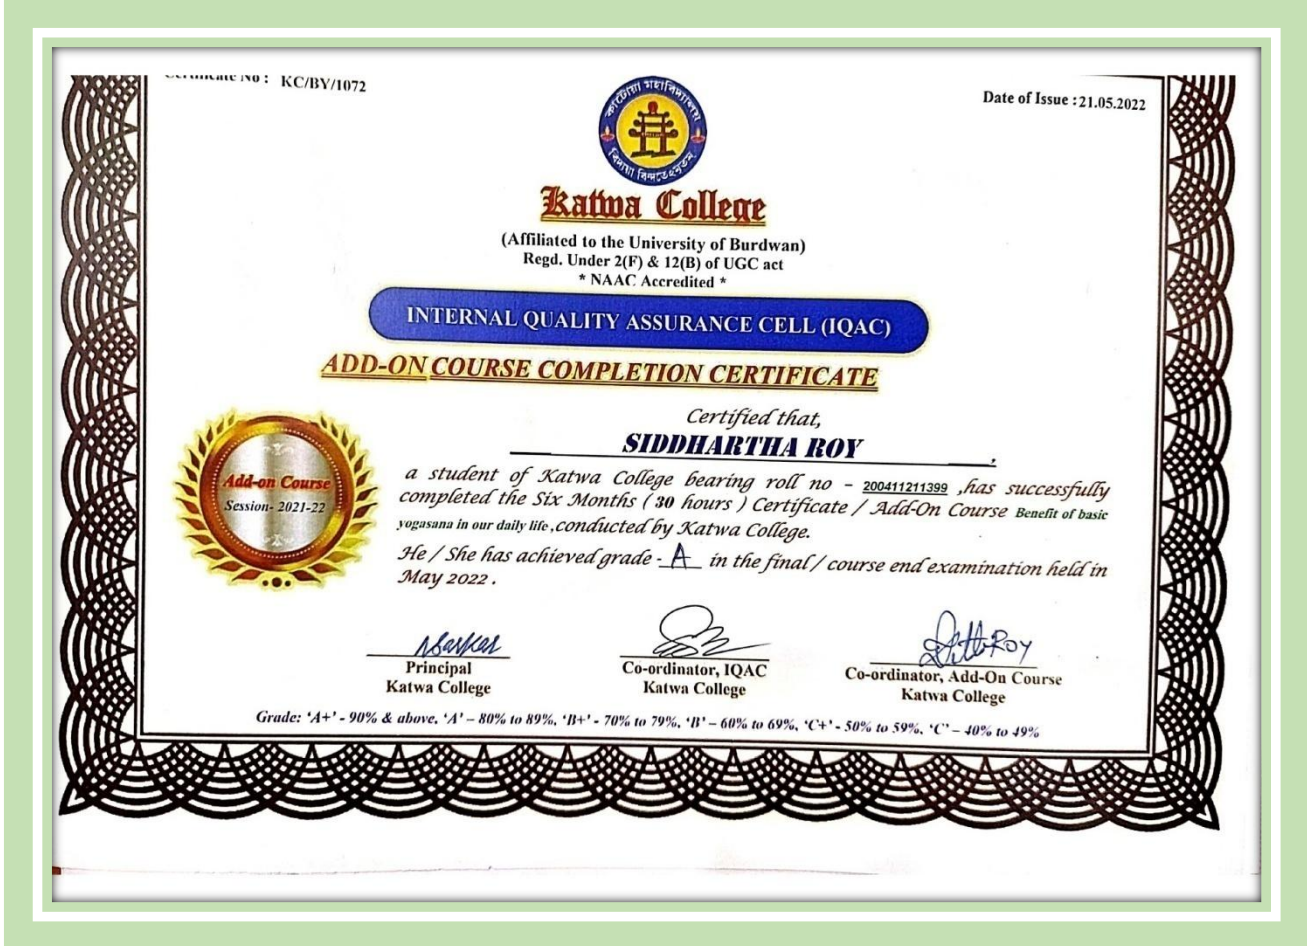 Certificate No : KC/BY/1072
Date of Issue : 21.05.2022
কাটোয়া মহাবিদ্যালয়
Katwa College
(Affiliated to the University of Burdwan)
Regd. Under 2(F) & 12(B) of UGC act
* NAAC Accredited *
INTERNAL QUALITY ASSURANCE CELL (IQAC)
ADD-ON COURSE COMPLETION CERTIFICATE
Certified that,
SIDDHARTHA ROY ,
Add-on Course
Session- 2021-22
a student of Katwa College bearing roll no - 200411211399 ,has successfully
completed the Six Months ( 30 hours ) Certificate / Add-On Course Benefit of basic
yogasana in our daily life ,conducted by Katwa College.
He / She has achieved grade - A in the final / course end examination held in
May 2022 .
Principal
Katwa College
Co-ordinator, IQAC
Katwa College
Roy
Co-ordinator, Add-On Course
Katwa College
Grade: 'A+' - 90% & above, 'A' – 80% to 89%, 'B+' - 70% to 79%, 'B' – 60% to 69%, 'C+' - 50% to 59%, 'C' – 40% to 49%